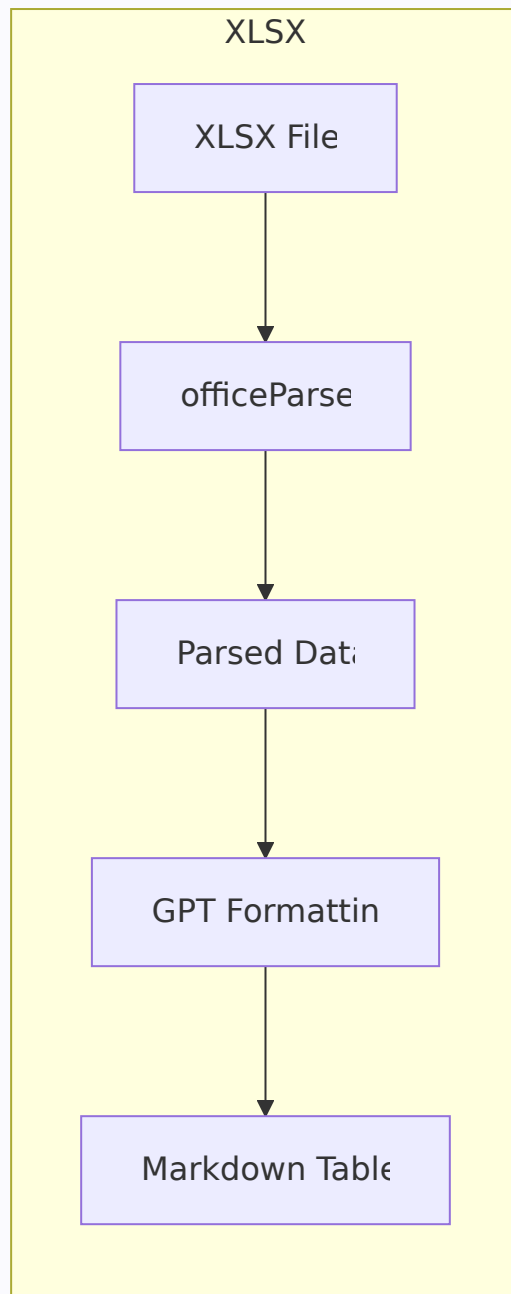 XLSX
XLSX File
officeParse
Parsed Data
GPT Formattin
Markdown Table